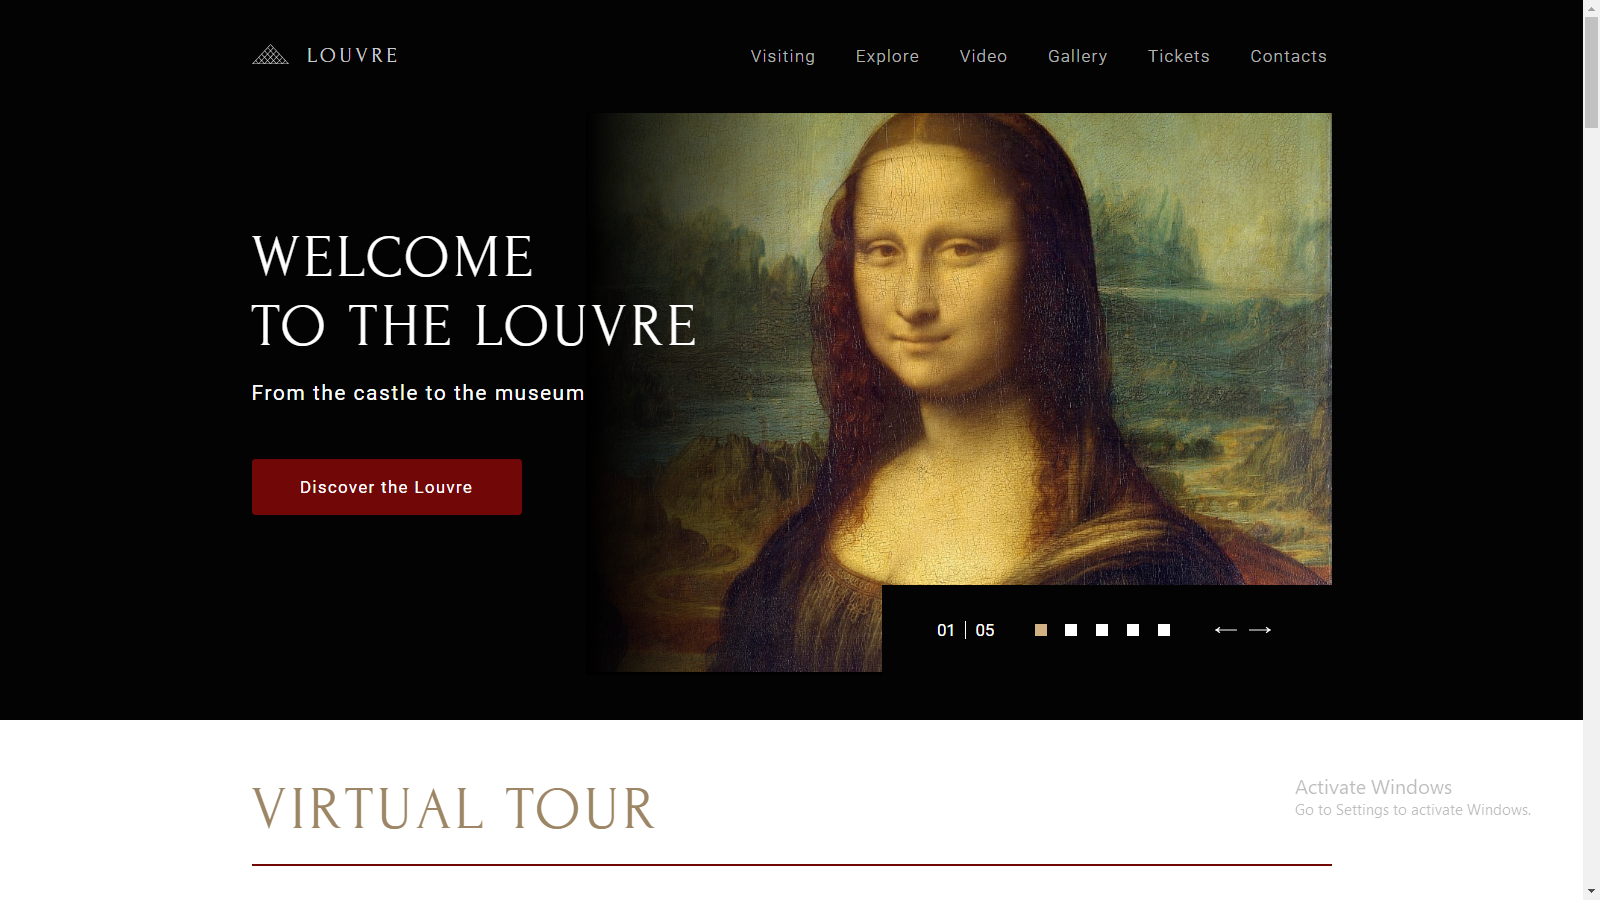 LOUVRE
Visiting Explore Video Gallery Tickets Contacts
WELCOME
TO THE LOUVRE
From the castle to the museum
Discover the Louvre
01 | 05
VIRTUAL TOUR
Activate Windows
Go to Settings to activate Windows.